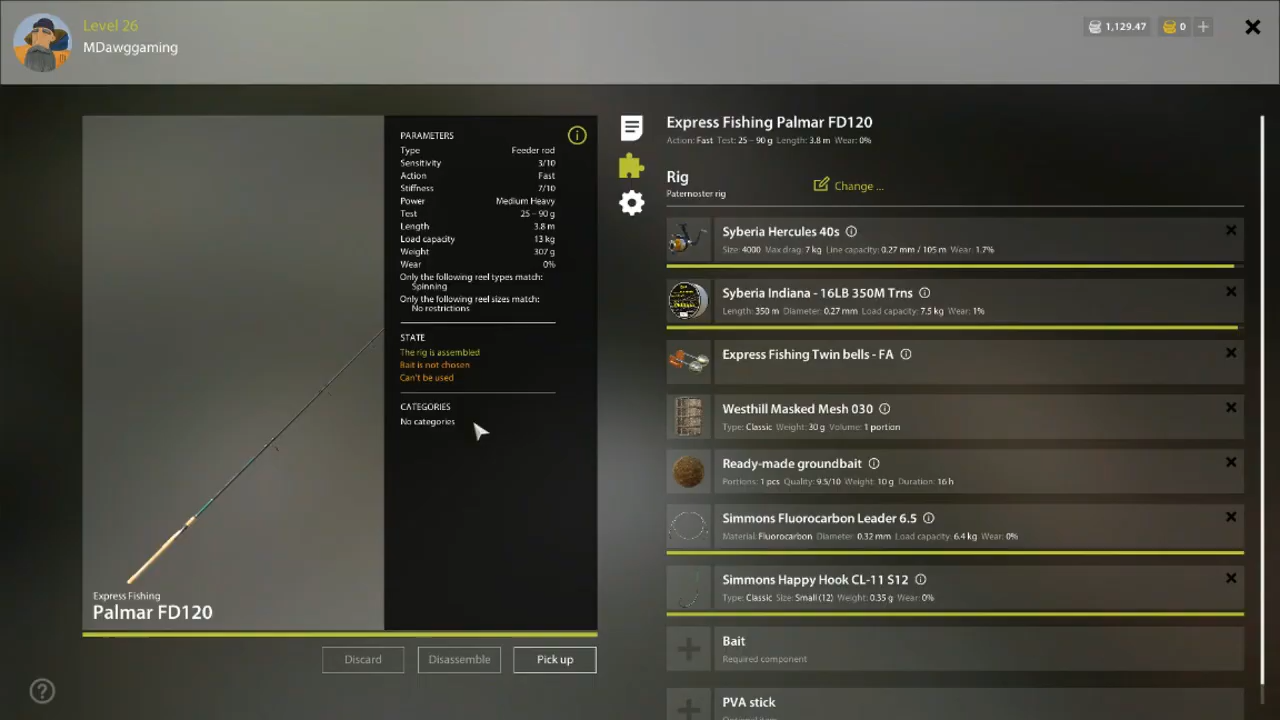 Level 26
MDawggaming
1,129.47
0
PARAMETERS
Type Feeder rod
Sensitivity 3/10
Action Fast
Stiffness 7/10
Power Medium Heavy
Test 25 – 90 g
Length 3.8 m
Load capacity 13 kg
Weight 307 g
Wear 0%
Only the following reel types match:
Spinning
Only the following reel sizes match:
No restrictions
STATE
The rig is assembled
Bait is not chosen
Can't be used
CATEGORIES
No categories
Express Fishing
Palmar FD120
Discard
Disassemble
Pick up
Express Fishing Palmar FD120
Action: Fast Test: 25 – 90 g Length: 3.8 m Wear: 0%
Rig
Paternoster rig
Change ...
Syberia Hercules 40s
Size: 4000 Max drag: 7 kg Line capacity: 0.27 mm / 105 m Wear: 1.7%
Syberia Indiana - 16LB 350M Trns
Length: 350 m Diameter: 0.27 mm Load capacity: 7.5 kg Wear: 1%
Express Fishing Twin bells - FA
Westhill Masked Mesh 030
Type: Classic Weight: 30 g Volume: 1 portion
Ready-made groundbait
Portions: 1 pcs Quality: 9.5/10 Weight: 10 g Duration: 16 h
Simmons Fluorocarbon Leader 6.5
Material: Fluorocarbon Diameter: 0.32 mm Load capacity: 6.4 kg Wear: 0%
Simmons Happy Hook CL-11 S12
Type: Classic Size: Small (12) Weight: 0.35 g Wear: 0%
Bait
Required component
PVA stick